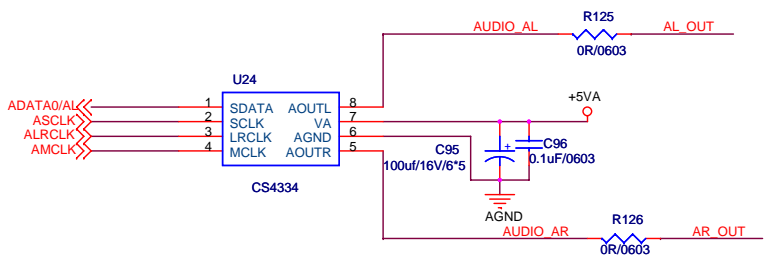 R125
AUDIO_AL
AL_OUT
0R/0603
U24
+5VA
ADATA0/AL
1
SDATA
AOUTL
8
ASCLK
2
SCLK
VA
7
ALRCLK
3
LRCLK
AGND
6
AMCLK
4
MCLK
AOUTR
5
C95
C96
100uf/16V/6*5
+
0.1uF/0603
CS4334
AGND
R126
AUDIO_AR
AR_OUT
0R/0603